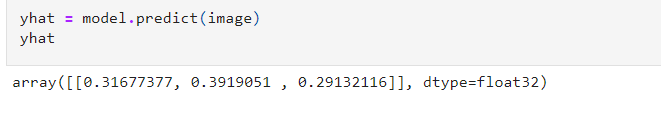 yhat = model.predict(image)
yhat
array([[0.31677377, 0.3919051 , 0.29132116]], dtype=float32)